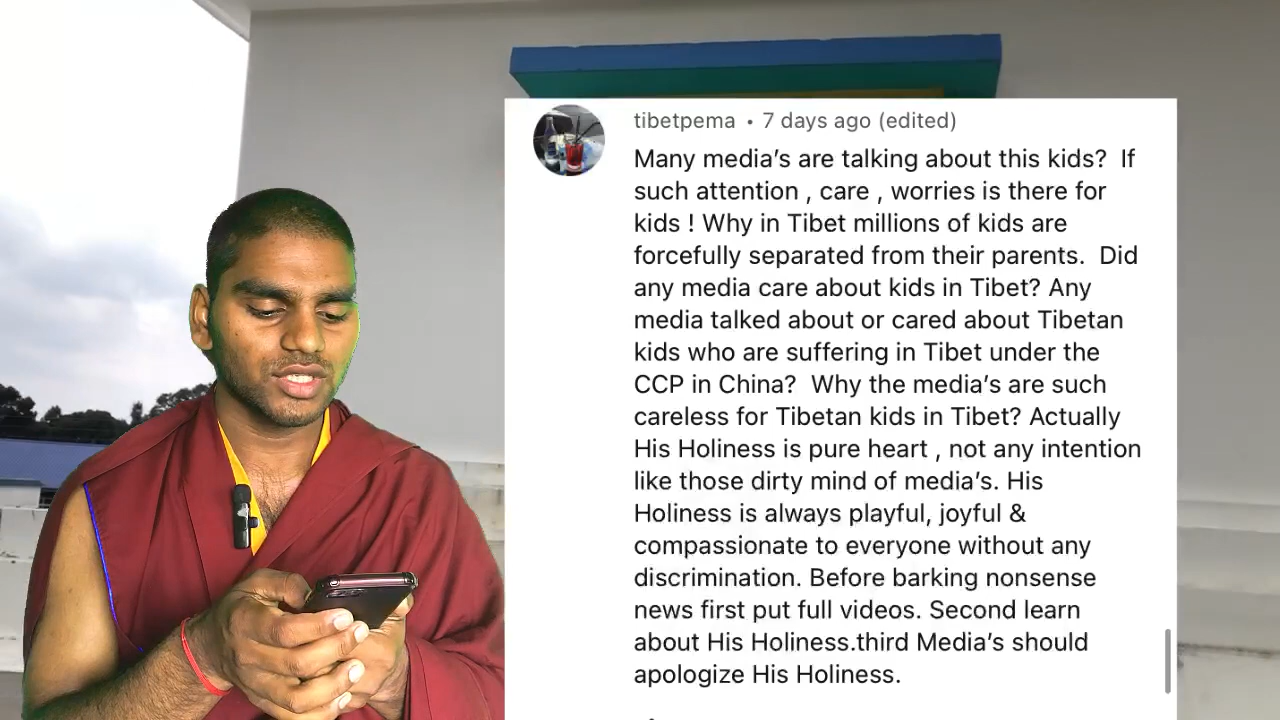 tibetpema • 7 days ago (edited)
Many media's are talking about this kids?  If
such attention , care , worries is there for
kids ! Why in Tibet millions of kids are
forcefully separated from their parents.  Did
any media care about kids in Tibet? Any
media talked about or cared about Tibetan
kids who are suffering in Tibet under the
CCP in China?  Why the media's are such
careless for Tibetan kids in Tibet? Actually
His Holiness is pure heart , not any intention
like those dirty mind of media's. His
Holiness is always playful, joyful &
compassionate to everyone without any
discrimination. Before barking nonsense
news first put full videos. Second learn
about His Holiness.third Media's should
apologize His Holiness.